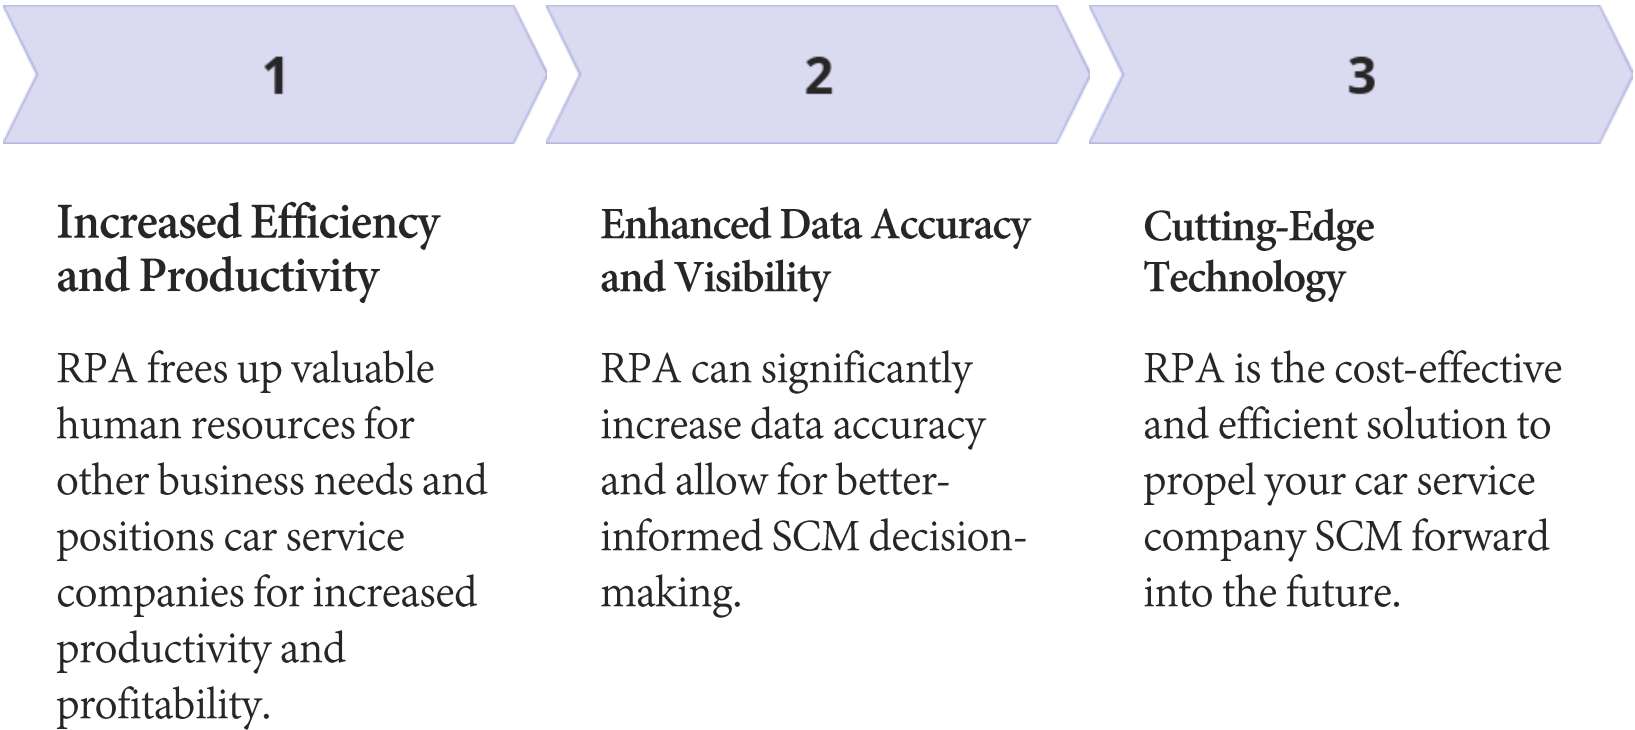 1
Increased Efficiency
and Productivity
RPA frees up valuable
human resources for
other business needs and
positions car service
companies for increased
productivity and
profitability.
2
Enhanced Data Accuracy
and Visibility
RPA can significantly
increase data accuracy
and allow for better-
informed SCM decision-
making.
3
Cutting-Edge
Technology
RPA is the cost-effective
and efficient solution to
propel your car service
company SCM forward
into the future.